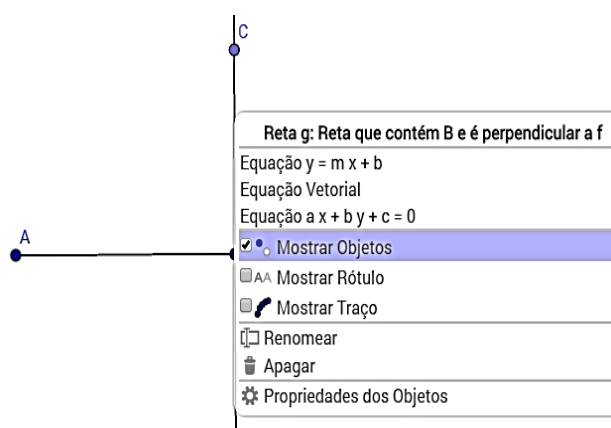 C
Reta g: Reta que contém B e é perpendicular a f
Equação y = m x + b
Equação Vetorial
Equação a x + b y + c = 0
A
Mostrar Objetos
AA Mostrar Rótulo
Mostrar Traço
Renomear
Apagar
Propriedades dos Objetos